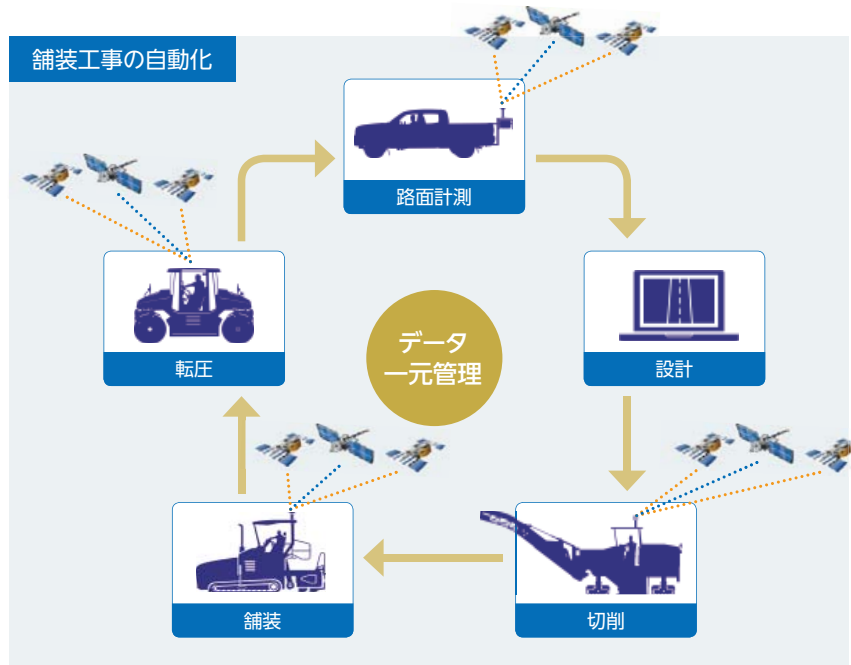 舗装工事の自動化
路面計測
設計
切削
舗装
転圧
データ
一元管理